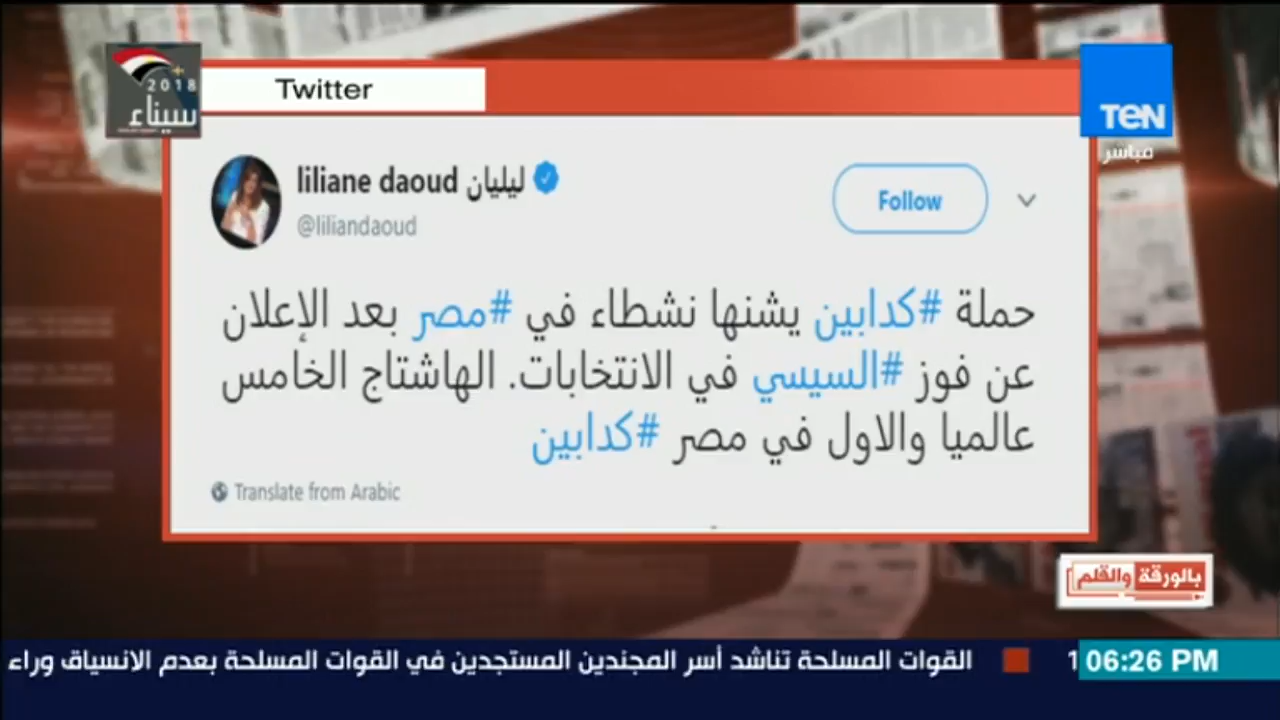 2018
سيناء
Twitter
TEN
مباشر
liliane daoud ليليان
@liliandaoud
Follow
حملة #كدابين يشنها نشطاء في #مصر بعد الإعلان
عن فوز #السيسي في الانتخابات. الهاشتاج الخامس
عالميا والاول في مصر #كدابين
Translate from Arabic
بالورقة والقلم
القوات المسلحة تناشد أسر المجندين المستجدين في القوات المسلحة بعدم الانسياق وراء
06:26 PM